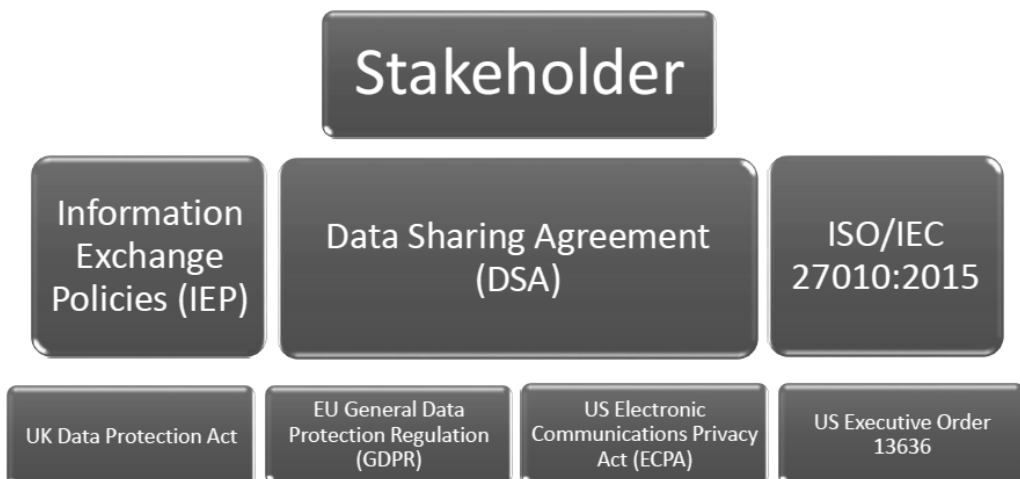 Stakeholder
Information
Exchange
Policies (IEP)
Data Sharing Agreement
(DSA)
ISO/IEC
27010:2015
UK Data Protection Act
EU General Data
Protection Regulation
(GDPR)
US Electronic
Communications Privacy
Act (ECPA)
US Executive Order
13636